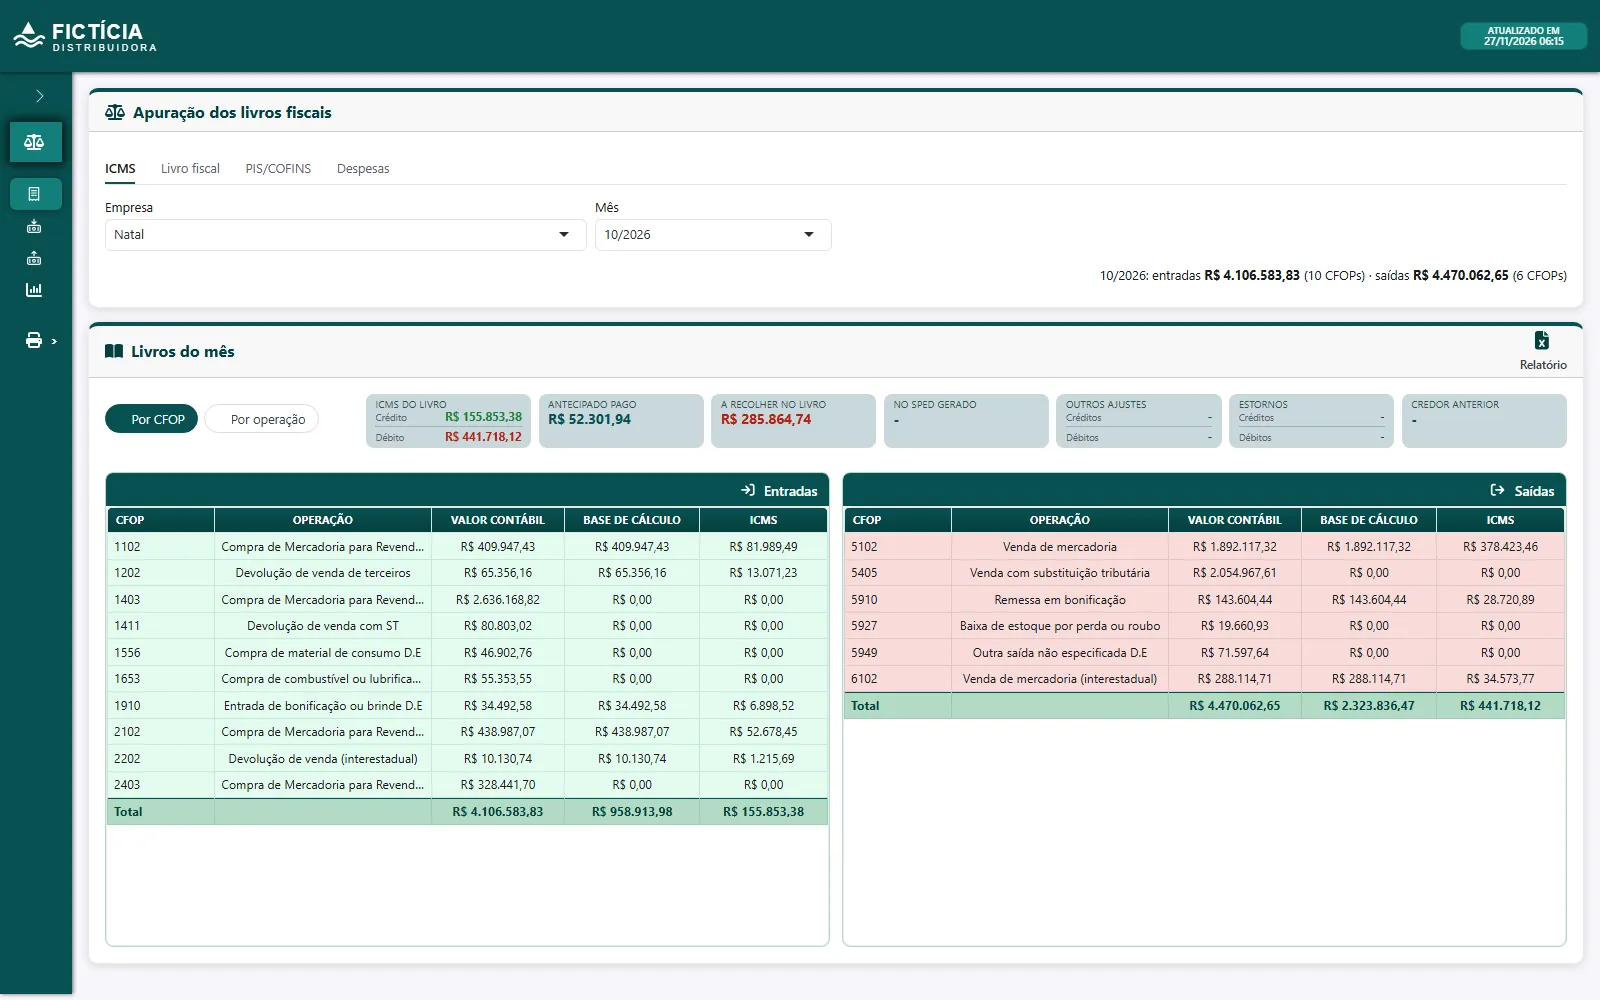 FICTÍCIA
DISTRIBUIDORA
ATUALIZADO EM
27/11/2026 06:15
Apuração dos livros fiscais
ICMS Livro fiscal PIS/COFINS Despesas
Empresa Mês
Natal 10/2026
10/2026: entradas R$ 4.106.583,83 (10 CFOPs) · saídas R$ 4.470.062,65 (6 CFOPs)
Livros do mês
Relatório
Por CFOP Por operação
ICMS DO LIVRO
Crédito R$ 155.853,38
Débito R$ 441.718,12
ANTECIPADO PAGO
R$ 52.301,94
A RECOLHER NO LIVRO
R$ 285.864,74
NO SPED GERADO
-
OUTROS AJUSTES
Créditos -
Débitos -
ESTORNOS
Créditos -
Débitos -
CREDOR ANTERIOR
-
Entradas
CFOP OPERAÇÃO VALOR CONTÁBIL BASE DE CÁLCULO ICMS
1102 Compra de Mercadoria para Revend... R$ 409.947,43 R$ 409.947,43 R$ 81.989,49
1202 Devolução de venda de terceiros R$ 65.356,16 R$ 65.356,16 R$ 13.071,23
1403 Compra de Mercadoria para Revend... R$ 2.636.168,82 R$ 0,00 R$ 0,00
1411 Devolução de venda com ST R$ 80.803,02 R$ 0,00 R$ 0,00
1556 Compra de material de consumo D.E R$ 46.902,76 R$ 0,00 R$ 0,00
1653 Compra de combustível ou lubrifica... R$ 55.353,55 R$ 0,00 R$ 0,00
1910 Entrada de bonificação ou brinde D.E R$ 34.492,58 R$ 34.492,58 R$ 6.898,52
2102 Compra de Mercadoria para Revend... R$ 438.987,07 R$ 438.987,07 R$ 52.678,45
2202 Devolução de venda (interestadual) R$ 10.130,74 R$ 10.130,74 R$ 1.215,69
2403 Compra de Mercadoria para Revend... R$ 328.441,70 R$ 0,00 R$ 0,00
Total R$ 4.106.583,83 R$ 958.913,98 R$ 155.853,38
Saídas
CFOP OPERAÇÃO VALOR CONTÁBIL BASE DE CÁLCULO ICMS
5102 Venda de mercadoria R$ 1.892.117,32 R$ 1.892.117,32 R$ 378.423,46
5405 Venda com substituição tributária R$ 2.054.967,61 R$ 0,00 R$ 0,00
5910 Remessa em bonificação R$ 143.604,44 R$ 143.604,44 R$ 28.720,89
5927 Baixa de estoque por perda ou roubo R$ 19.660,93 R$ 0,00 R$ 0,00
5949 Outra saída não especificada D.E R$ 71.597,64 R$ 0,00 R$ 0,00
6102 Venda de mercadoria (interestadual) R$ 288.114,71 R$ 288.114,71 R$ 34.573,77
Total R$ 4.470.062,65 R$ 2.323.836,47 R$ 441.718,12